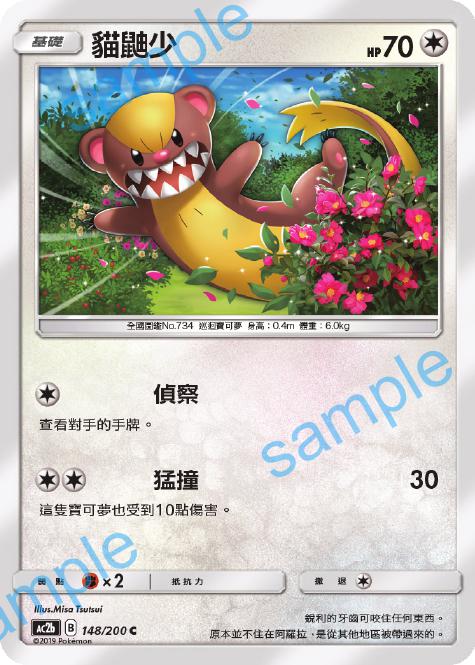 基礎 貓鼬少 HP 70
全國圖鑑No.734 巡迴寶可夢 身高：0.4m 體重：6.0kg
偵察
查看對手的手牌。
猛撞 30
這隻寶可夢也受到10點傷害。
弱點 ×2 抵抗力 撤退
Illus.Misa Tsutsui
銳利的牙齒可咬住任何東西。
AC2b B 148/200 C
原本並不住在阿羅拉，是從其他地區被帶過來的。
©2019 Pokémon
sample
sample
sample